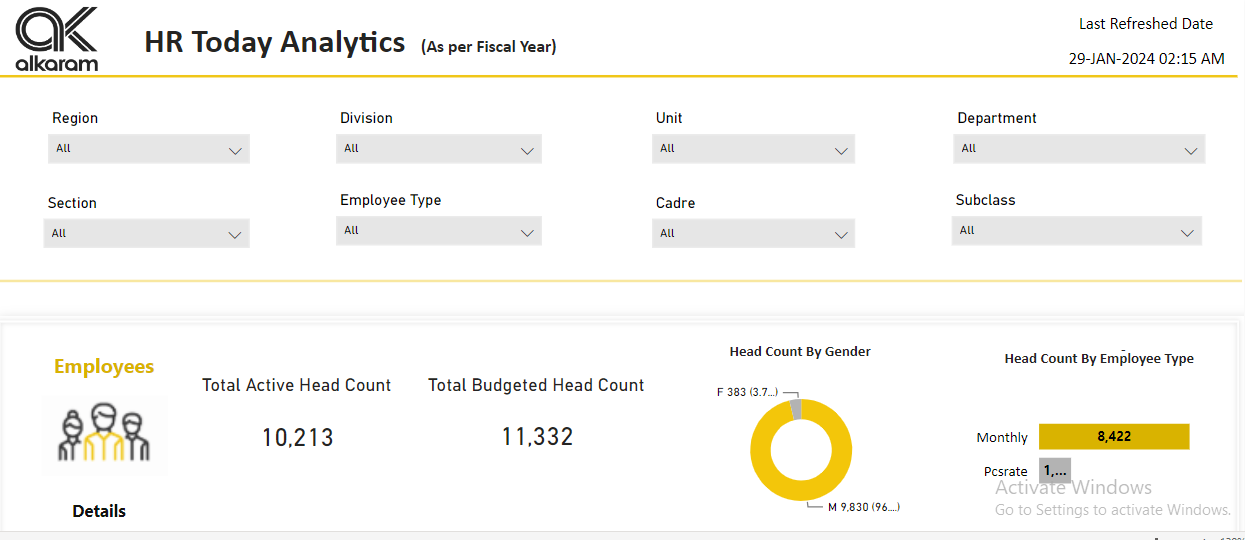 alkaram
HR Today Analytics (As per Fiscal Year)
Last Refreshed Date
29-JAN-2024 02:15 AM
Region
All
Division
All
Unit
All
Department
All
Section
All
Employee Type
All
Cadre
All
Subclass
All
Employees
Details
Total Active Head Count
10,213
Total Budgeted Head Count
11,332
Head Count By Gender
F 383 (3.7...)
M 9,830 (96....)
Head Count By Employee Type
Monthly 8,422
Pcsrate 1,...
Activate Windows
Go to Settings to activate Windows.